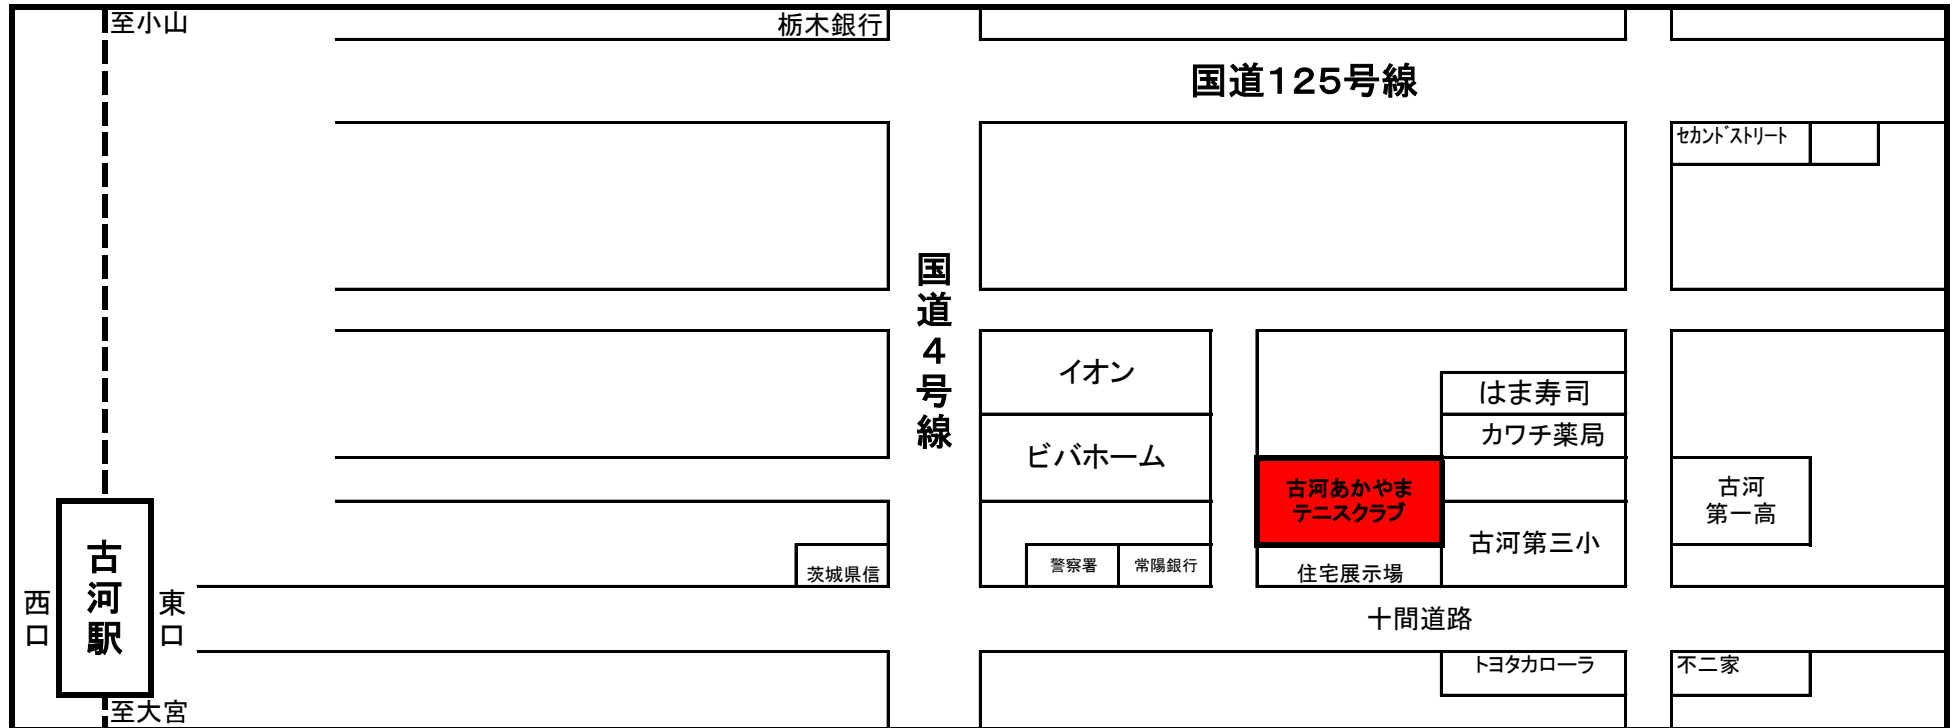 至小山
栃木銀行
国道125号線
セカンドストリート
国道4号線
イオン
はま寿司
カワチ薬局
ビバホーム
古河あかやま
テニスクラブ
古河
第一高
古河第三小
古河駅
西口
東口
茨城県信
警察署
常陽銀行
住宅展示場
十間道路
トヨタカローラ
不二家
至大宮